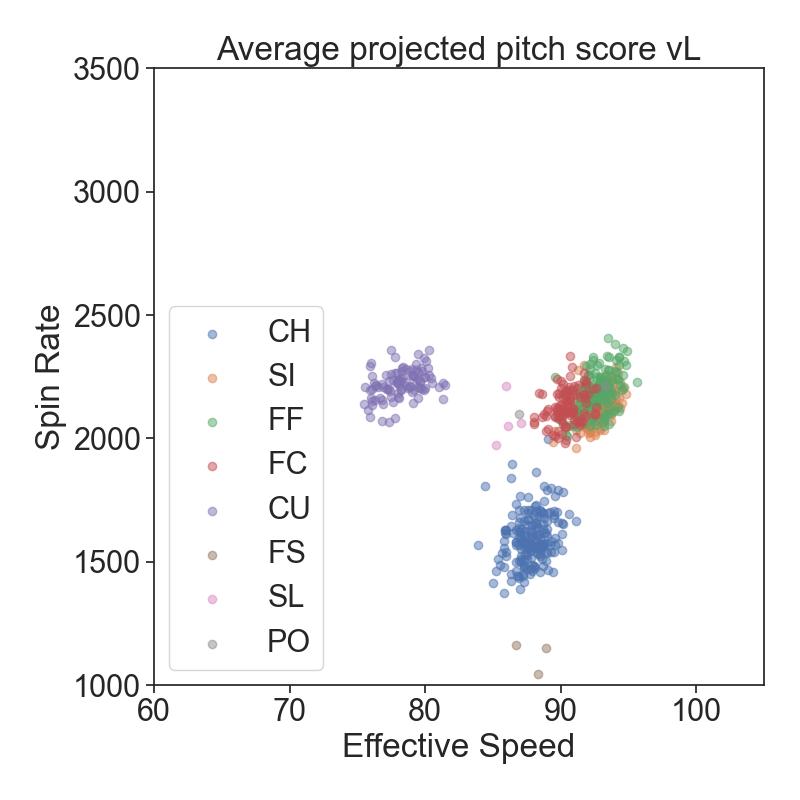 Average projected pitch score vL
3500
3000
2500
2000
1500
1000
Spin Rate
CH
SI
FF
FC
CU
FS
SL
PO
60 70 80 90 100
Effective Speed